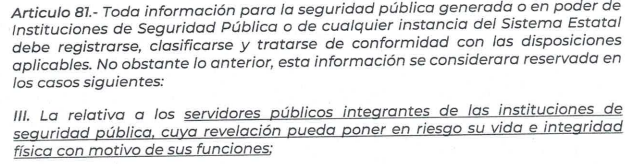 Articulo 81.- Toda información para la seguridad pública generada o en poder de
Instituciones de Seguridad Pública o de cualquier instancia del Sistema Estatal
debe registrarse, clasificarse y tratarse de conformidad con las disposiciones
aplicables. No obstante lo anterior, esta información se considerara reservada en
los casos siguientes:
III. La relativa a los servidores públicos integrantes de las instituciones de
seguridad pública, cuya revelación pueda poner en riesgo su vida e integridad
física con motivo de sus funciones;